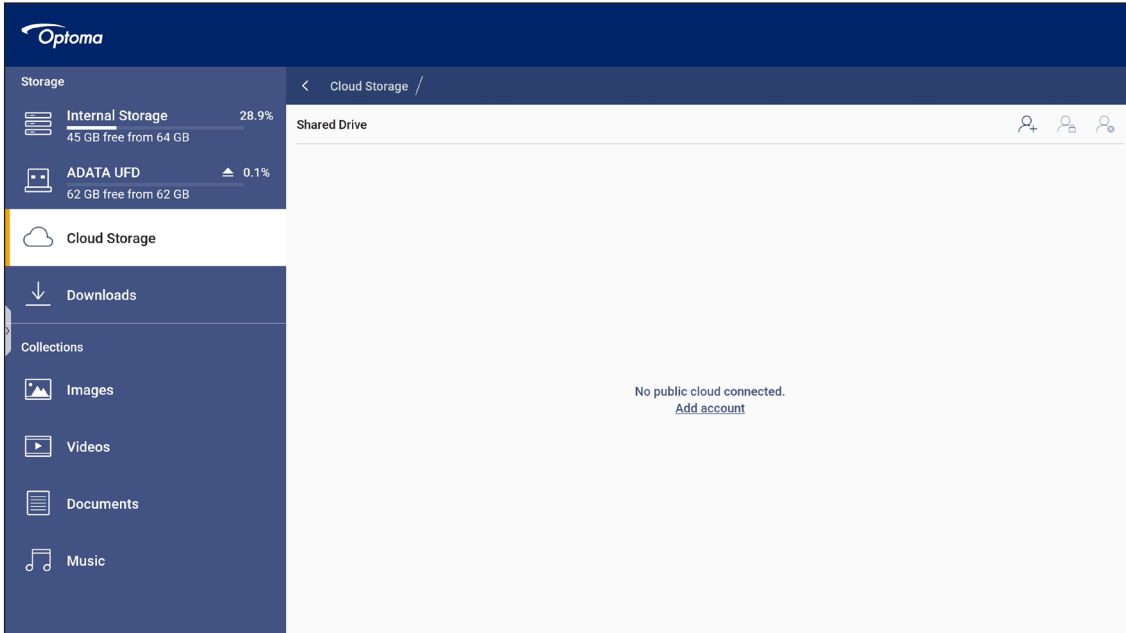 Optoma
Storage
Cloud Storage /
Internal Storage 28.9%
45 GB free from 64 GB
Shared Drive
ADATA UFD 0.1%
62 GB free from 62 GB
Cloud Storage
Downloads
Collections
Images
No public cloud connected.
Add account
Videos
Documents
Music